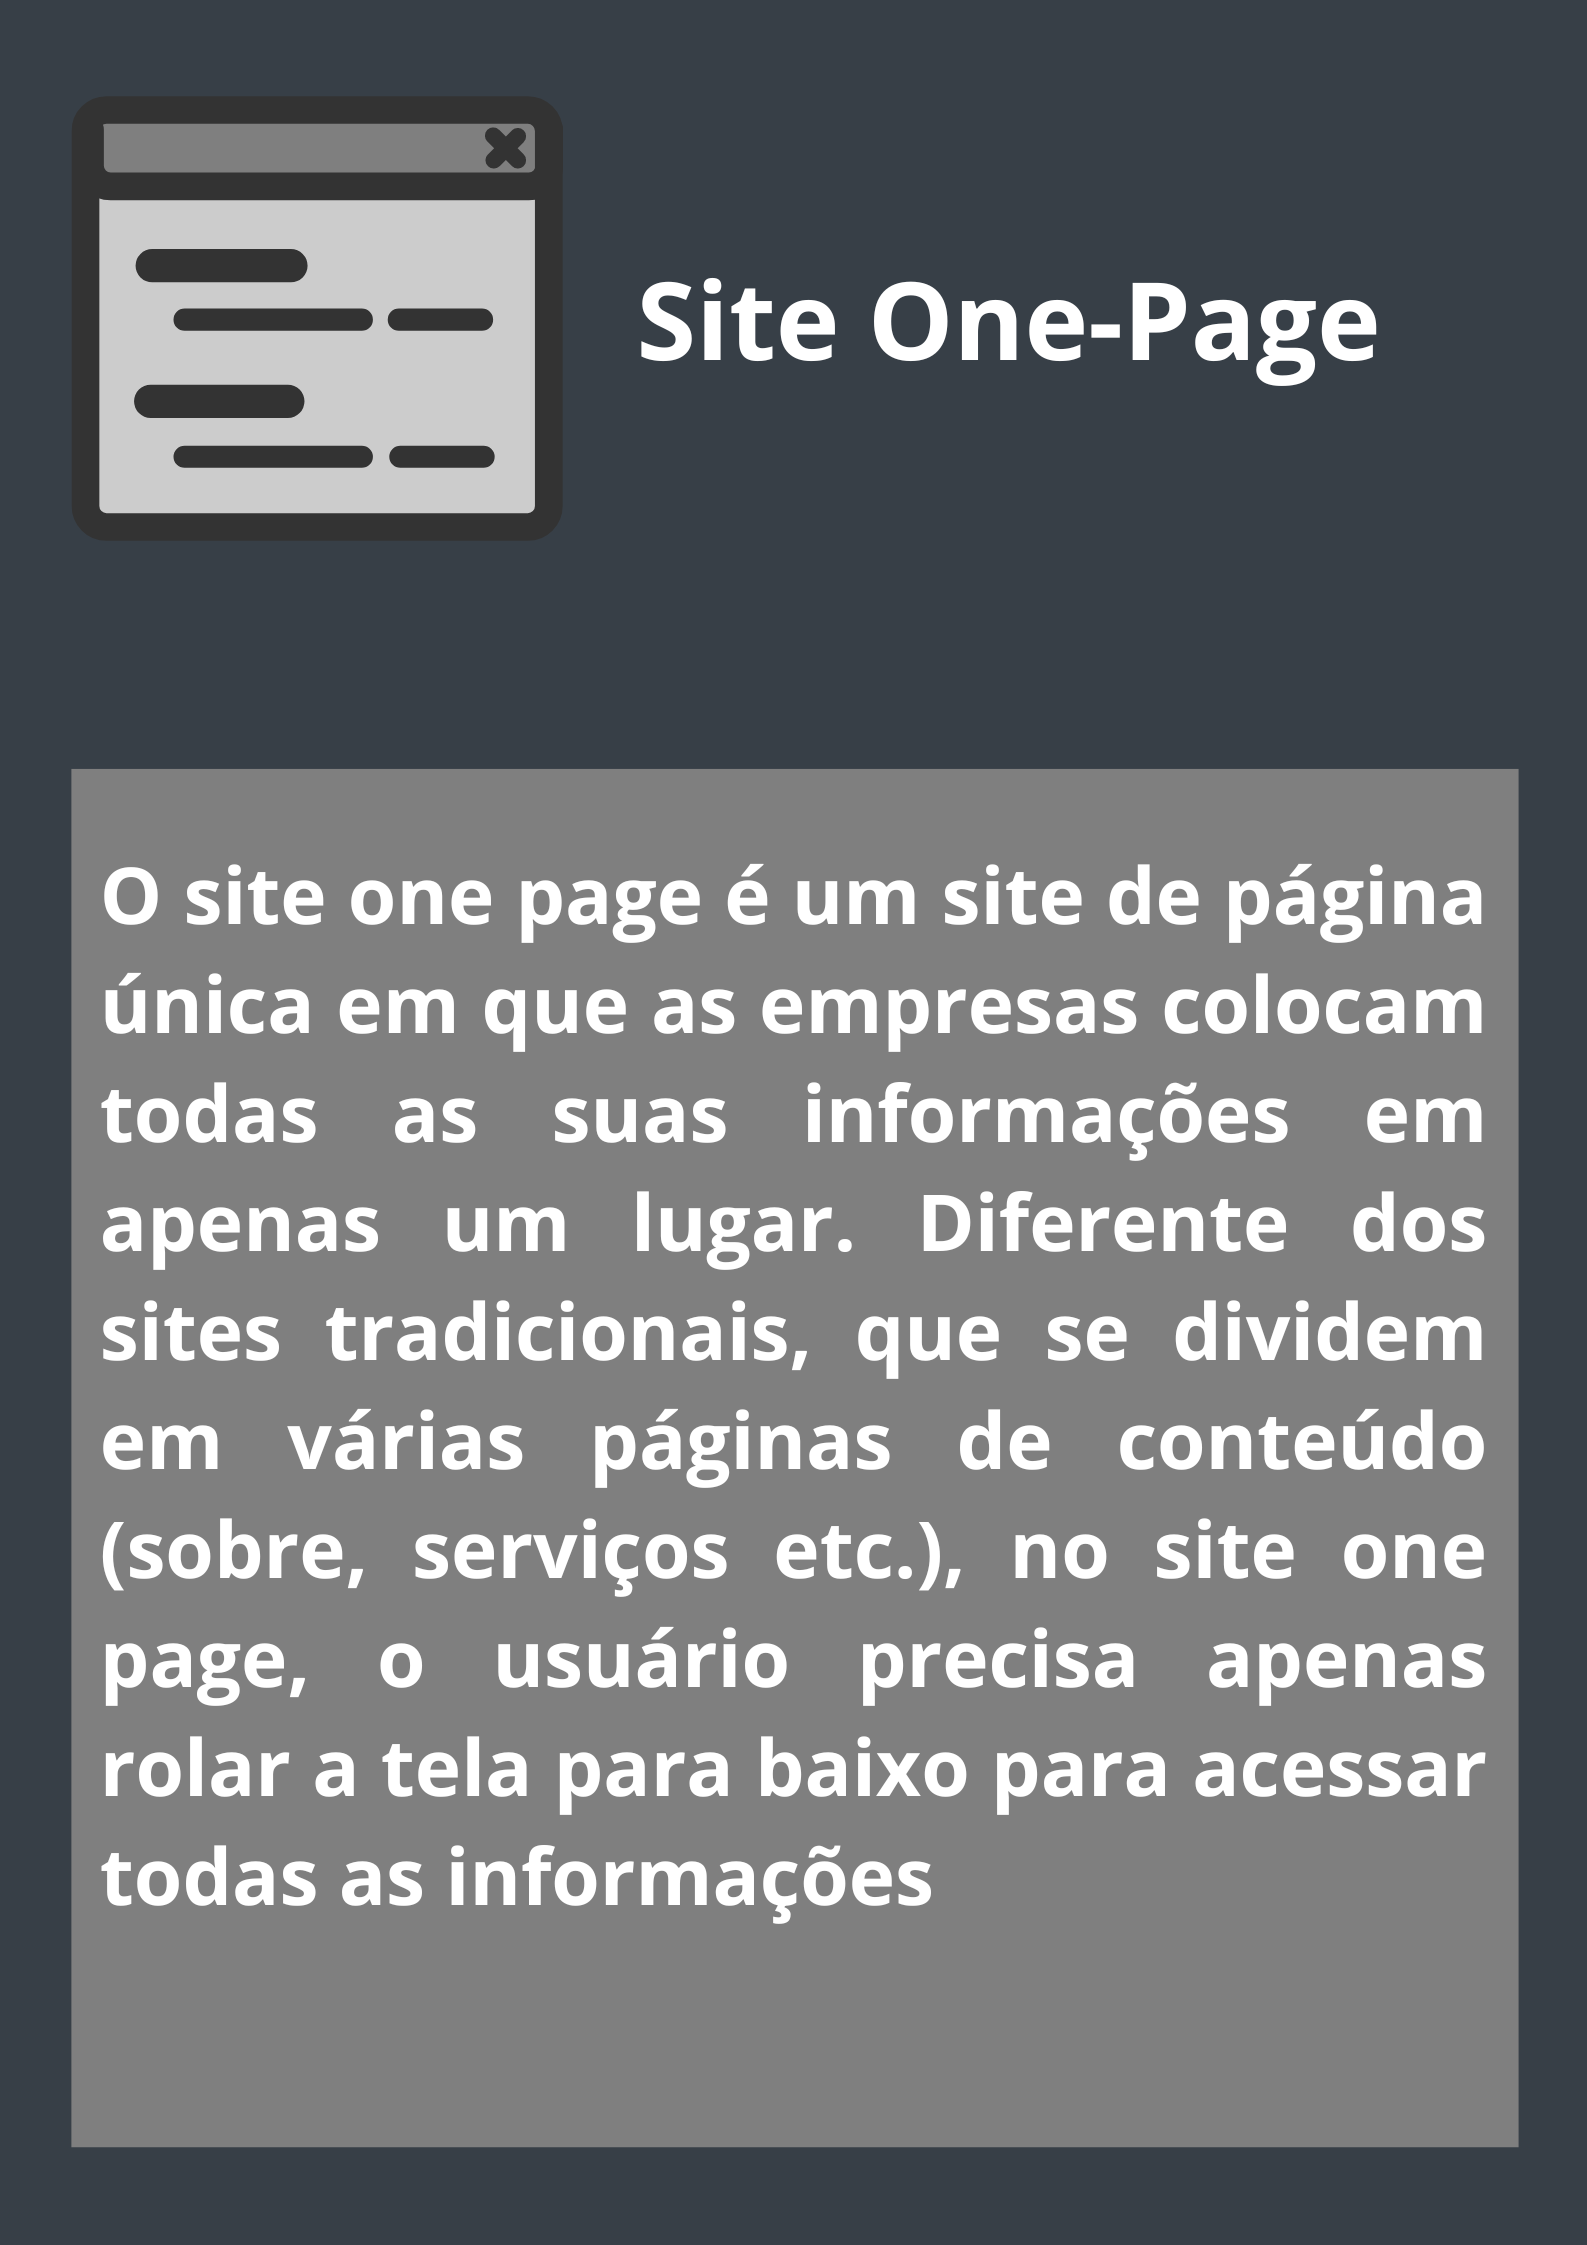 Site One-Page
O site one page é um site de página
única em que as empresas colocam
todas as suas informações em
apenas um lugar. Diferente dos
sites tradicionais, que se dividem
em várias páginas de conteúdo
(sobre, serviços etc.), no site one
page, o usuário precisa apenas
rolar a tela para baixo para acessar
todas as informações